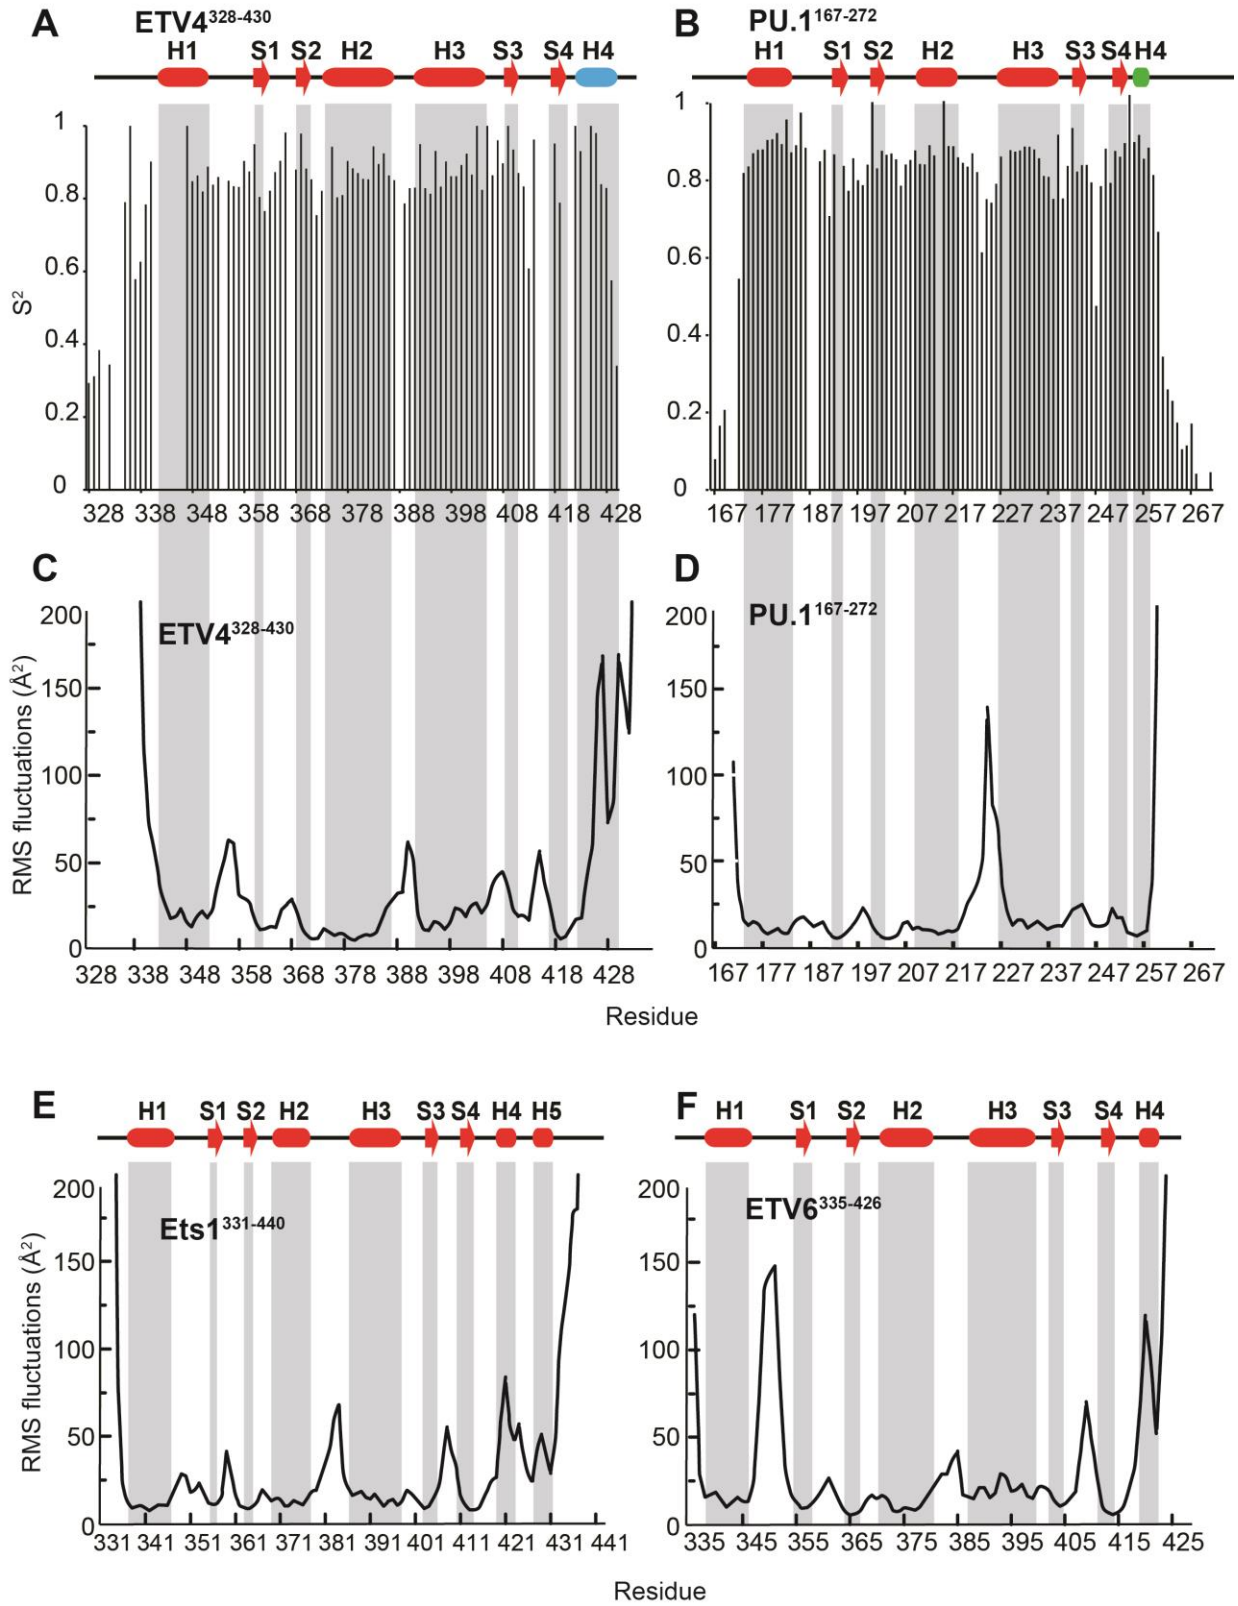 A ETV4328-430
H1 S1 S2 H2 H3 S3 S4 H4
B PU.1167-272
H1 S1 S2 H2 H3 S3 S4 H4
S2
1
0.8
0.6
0.4
0.2
0
328 338 348 358 368 378 388 398 408 418 428
1
0.8
0.6
0.4
0.2
0
167 177 187 197 207 217 227 237 247 257 267
C
ETV4328-430
RMS fluctuations (Å2)
200
150
100
50
0
328 338 348 358 368 378 388 398 408 418 428
D
PU.1167-272
200
150
100
50
0
167 177 187 197 207 217 227 237 247 257 267
Residue
E
H1 S1 S2 H2 H3 S3 S4 H4 H5
Ets1331-440
RMS fluctuations (Å2)
200
150
100
50
0
331 341 351 361 371 381 391 401 411 421 431 441
F
H1 S1 S2 H2 H3 S3 S4 H4
ETV6335-426
200
150
100
50
0
335 345 355 365 375 385 395 405 415 425
Residue